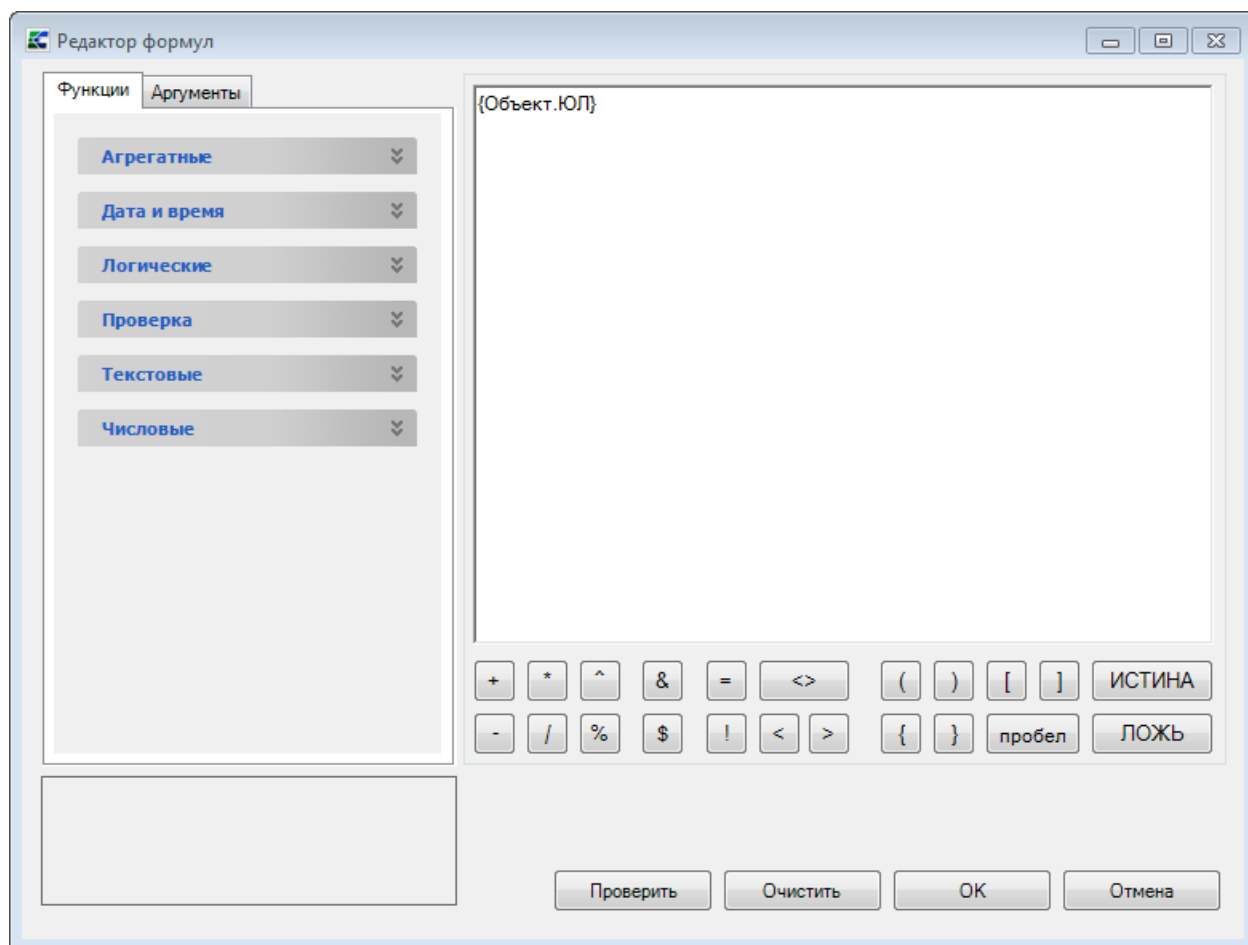 Редактор формул
Функции Аргументы
Агрегатные
Дата и время
Логические
Проверка
Текстовые
Числовые
{Объект.ЮЛ}
+ * ^ & = <> ( ) [ ] ИСТИНА
- / % $ ! < > { } пробел ЛОЖЬ
Проверить Очистить OK Отмена